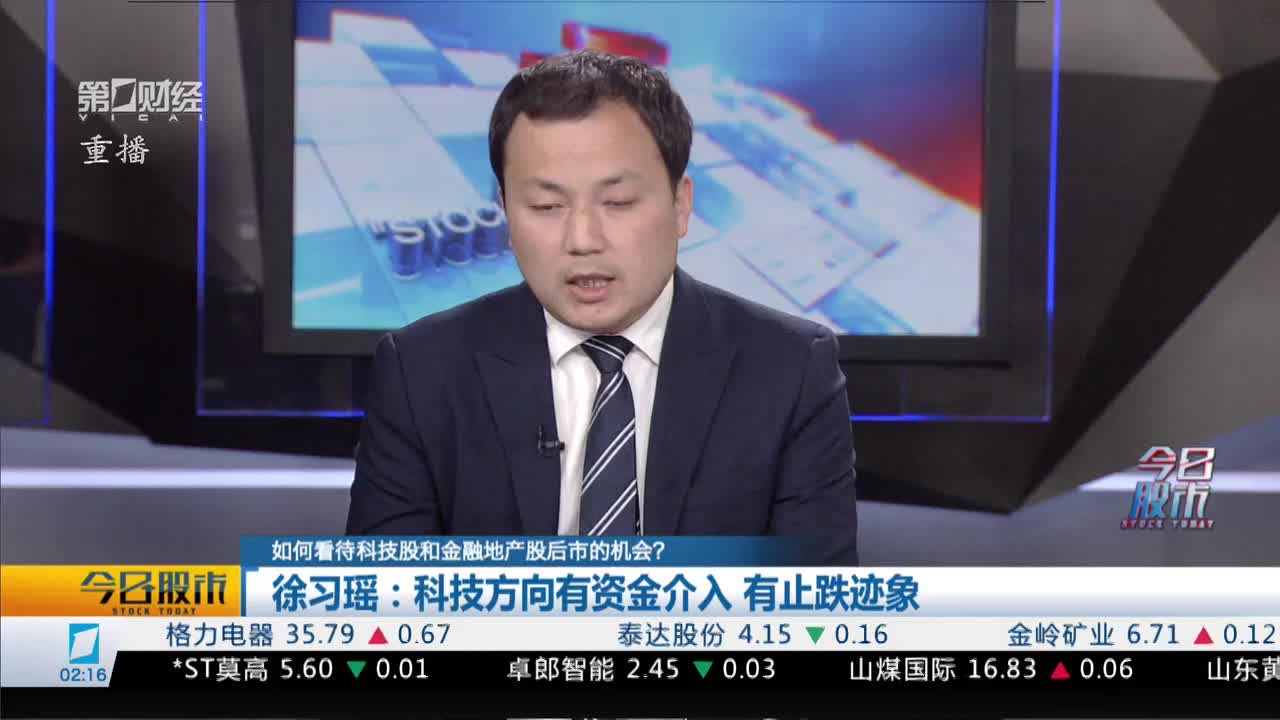 第一财经
YICAI
重播
"STOC
今日
股市
STOCK TODAY
如何看待科技股和金融地产股后市的机会?
今日股市
STOCK TODAY
徐习瑶：科技方向有资金介入 有止跌迹象
格力电器 35.79 ▲ 0.67 泰达股份 4.15 ▼ 0.16 金岭矿业 6.71 ▲ 0.12
02:16
*ST莫高 5.60 ▼ 0.01 卓郎智能 2.45 ▼ 0.03 山煤国际 16.83 ▲ 0.06 山东黄